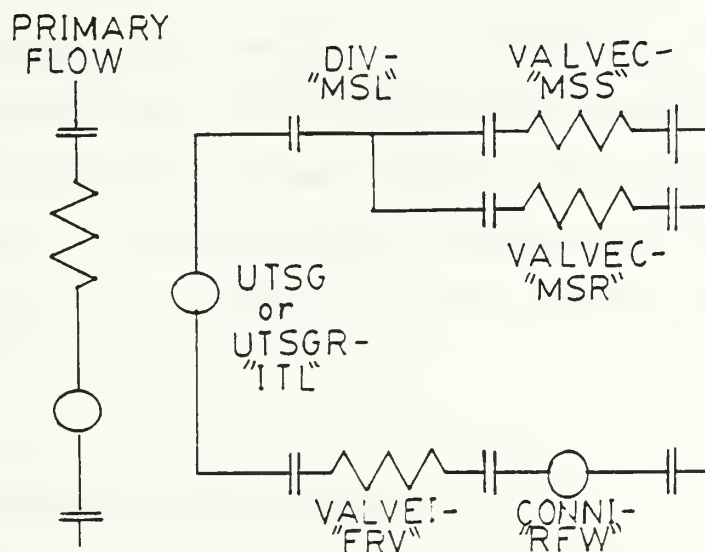 PRIMARY
FLOW
DIV-
"MSL"
VALVEC-
"MSS"
VALVEC-
"MSR"
UTSG
or
UTSGR-
"ITL"
VALVEI-
"FRV"
CONNI-
"RFW"